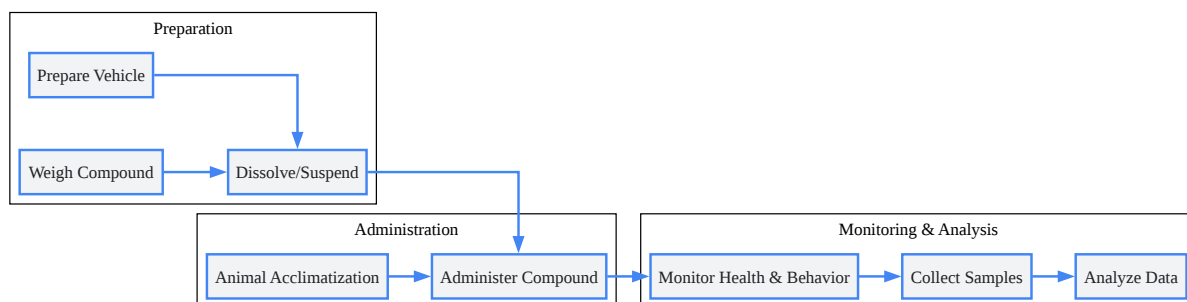 Preparation
Prepare Vehicle
Weigh Compound
Dissolve/Suspend
Administration
Animal Acclimatization
Administer Compound
Monitoring & Analysis
Monitor Health & Behavior
Collect Samples
Analyze Data